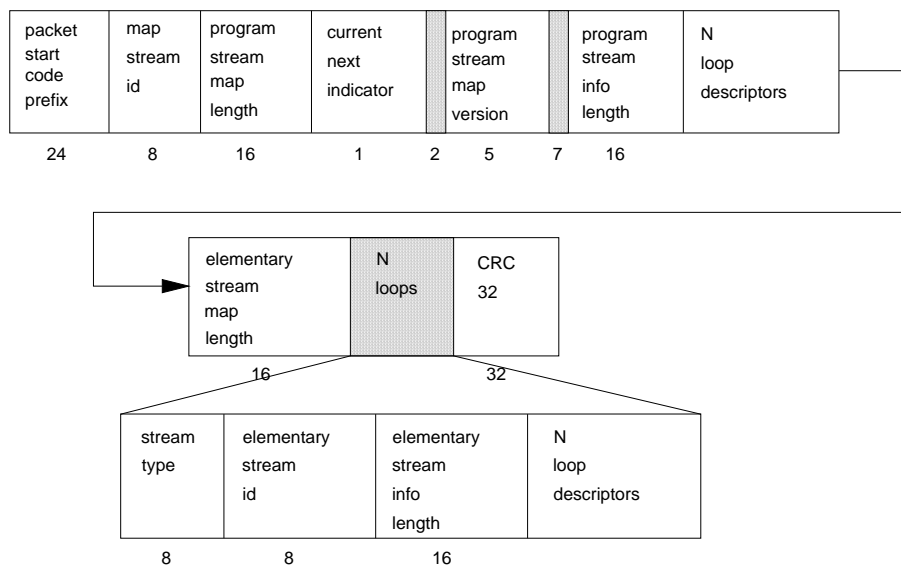 packet
start
code
prefix
map
stream
id
program
stream
map
length
current
next
indicator
program
stream
map
version
program
stream
info
length
N
loop
descriptors
24
8
16
1
2
5
7
16
elementary
stream
map
length
N
loops
CRC
32
16
32
stream
type
elementary
stream
id
elementary
stream
info
length
N
loop
descriptors
8
8
16